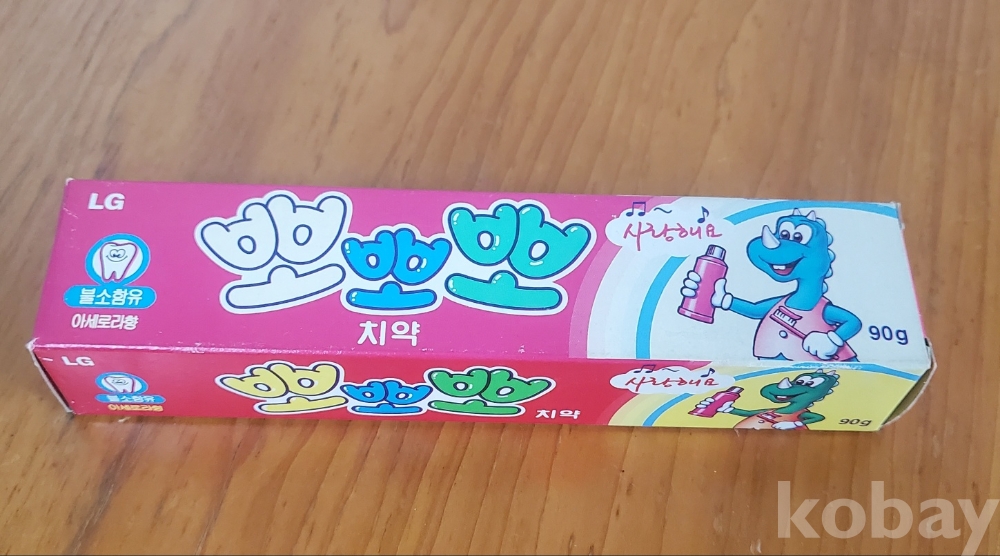 LG
뽀뽀뽀
치약
불소함유
아세로라향
사랑해요
90g
LG
뽀뽀뽀
치약
불소함유
아세로라향
사랑해요
90g
kobay